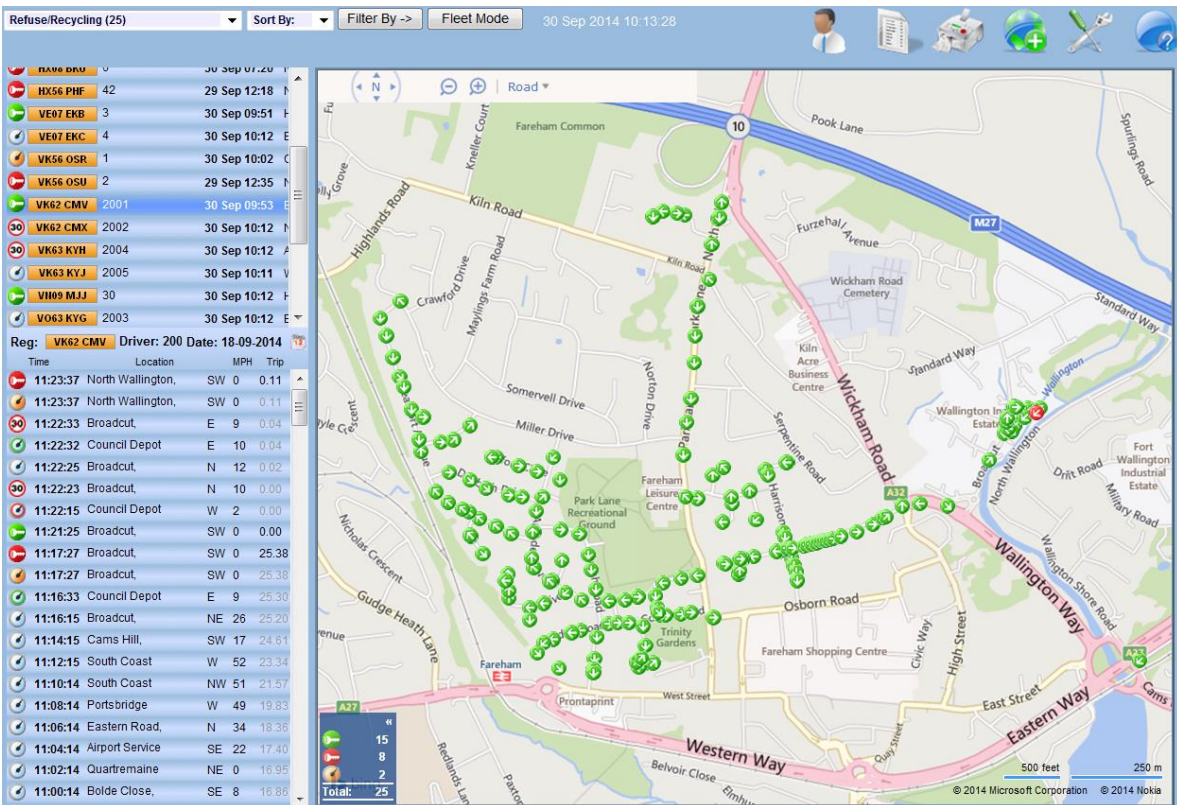 Refuse/Recycling (25)
Sort By:
Filter By ->
Fleet Mode
30 Sep 2014 10:13:28
HX08 BKU 6 30 Sep 07:20
HX56 PHF 42 29 Sep 12:18 N
VE07 EKB 3 30 Sep 09:51 H
VE07 EKC 4 30 Sep 10:12 E
VK56 OSR 1 30 Sep 10:02
VK56 OSU 2 29 Sep 12:35 N
VK62 CMV 2001 30 Sep 09:53 E
30 VK62 CMX 2002 30 Sep 10:12 N
30 VK63 KYH 2004 30 Sep 10:12 A
VK63 KYJ 2005 30 Sep 10:11
VN09 MJJ 30 30 Sep 10:12 H
VO63 KYG 2003 30 Sep 10:12 E
Reg: VK62 CMV Driver: 200 Date: 18-09-2014
Time Location MPH Trip
11:23:37 North Wallington, SW 0 0.11
11:23:37 North Wallington, SW 0 0.11
30 11:22:33 Broadcut, E 9 0.04
11:22:32 Council Depot E 10 0.04
11:22:25 Broadcut, N 12 0.02
30 11:22:23 Broadcut, N 10 0.00
11:22:15 Council Depot W 2 0.00
11:21:25 Broadcut, SW 0 0.00
11:17:27 Broadcut, SW 0 25.38
11:17:27 Broadcut, SW 0 25.38
11:16:33 Council Depot E 9 25.30
11:16:15 Broadcut, NE 26 25.20
11:14:15 Cams Hill, SW 17 24.61
11:12:15 South Coast W 52 23.34
11:10:14 South Coast NW 51 21.57
11:08:14 Portsbridge W 49 19.83
11:06:14 Eastern Road, N 34 18.36
11:04:14 Airport Service SE 22 17.40
11:02:14 Quartremaine NE 0 16.95
11:00:14 Bolde Close, SE 8 16.86
N
Road
Fareham Common
Kneller Court
10
Pook Lane
Spurlings Road
Kiln Road
Highlands Road
M27
Furzehall Avenue
Kiln Road
Crawford Drive
Maylings Farm Road
Wickham Road
Cemetery
Standard Way
Kiln
Acre
Business
Centre
Standard Way
Wallington
Norton Drive
Somervell Drive
Wickham Road
Miller Drive
Serpentine Road
North Wallington
Drift Road
Fort
Wallington
Industrial
Estate
Military Road
Fareham
Leisure
Centre
Park Lane
Recreational
Ground
A32
Nicholas Crescent
Wallington Way
Wallington Shore Road
Gudge Heath Lane
Osborn Road
Trinity
Gardens
Fareham Shopping Centre
Civic Way
High Street
Fareham
A27
Prontaprint
West Street
East Street
Eastern Way
Cams
Western Way
Quay Street
Belvoir Close
Redlands La
Paxto
15
8
2
Total: 25
500 feet
250 m
© 2014 Microsoft Corporation © 2014 Nokia